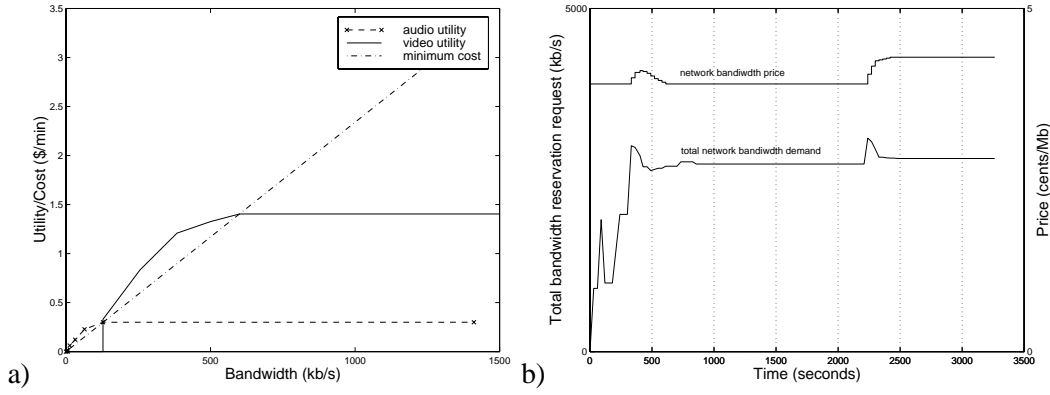 3.5
3
2.5
2
1.5
1
0.5
0
0
500
1000
1500
Utility/Cost ($/min)
Bandwidth (kb/s)
audio utility
video utility
minimum cost
a)
5000
0
5
0
0
500
1000
1500
2000
2500
3000
3500
Total bandwidth reservation request (kb/s)
Price (cents/Mb)
Time (seconds)
network bandiwdth price
total network bandiwdth demand
b)